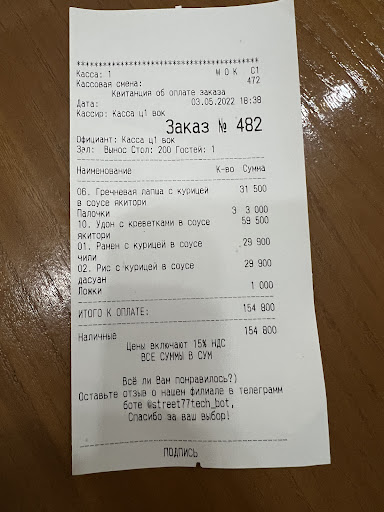 ******************************************
Касса: 1 W O K C1
Кассовая смена: 472
Квитанция об оплате заказа
Дата: 03.05.2022 18:38
Кассир: Касса ц1 вок
Заказ № 482
Официант: Касса ц1 вок
Зал: Вынос Стол: 200 Гостей: 1
Наименование К-во Сумма
06. Гречневая лапша с курицей 31 500
в соусе якитори
Палочки 3 3 000
10. Удон с креветками в соусе 59 500
якитори
01. Рамен с курицей в соусе 29 900
чили
02. Рис с курицей в соусе 29 900
дасуан
Ложки 1 000
ИТОГО К ОПЛАТЕ: 154 800
Наличные 154 800
Цены включают 15% НДС
ВСЕ СУММЫ В СУМ
Всё ли Вам понравилось?)
Оставьте отзыв о нашем филиале в телеграмм
боте @street77tech_bot,
Спасибо за ваш выбор!
ПОДПИСЬ